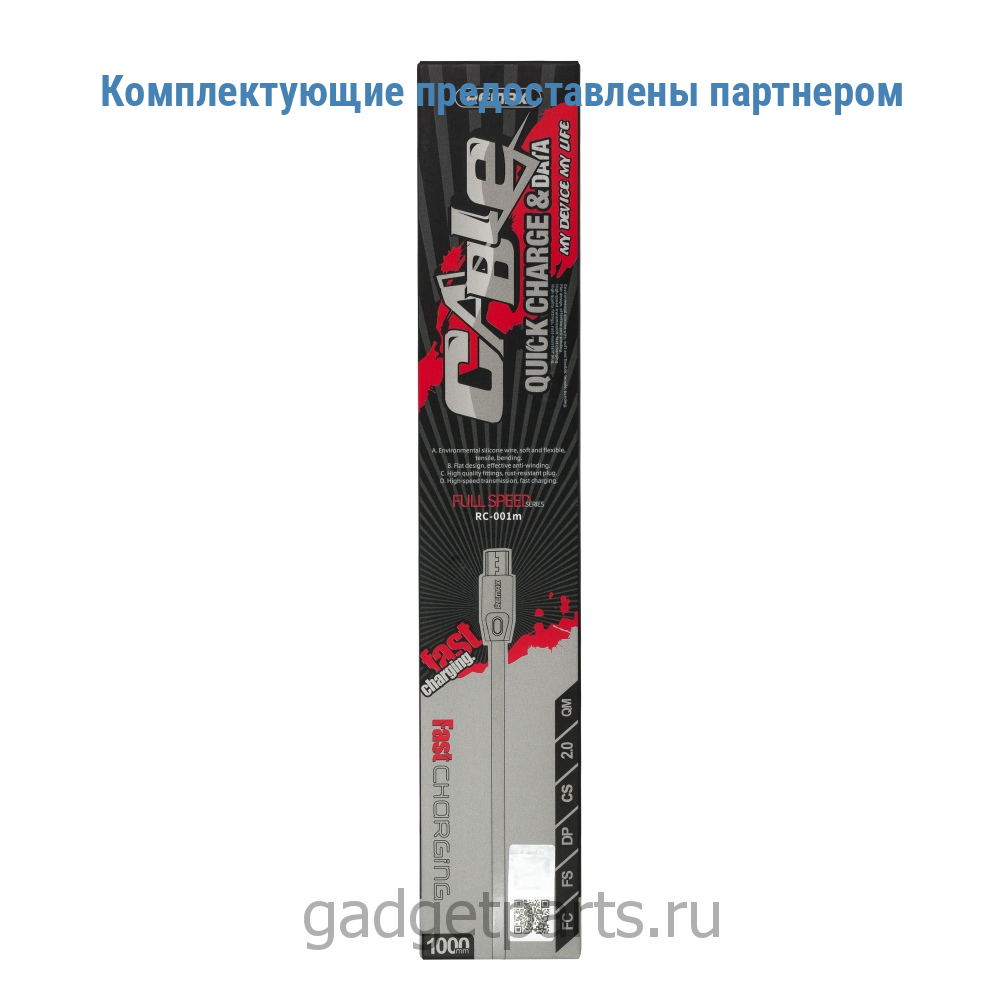 Комплектующие предоставлены партнером
REMAX
CABLE
QUICK CHARGE & DATA
MY DEVICE MY LIFE
A. Environmental silicone wire, soft and flexible,
tensile, bending.
B. Flat design, effective anti-winding.
C. High quality fittings, rust-resistant plug.
D. High-speed transmission, fast charging.
FULL SPEED SERIES
RC-001m
REMAX
fast
charging.
Fast CHARGING
QM
2.0
CS
DP
FS
FC
1000mm
gadgetparts.ru